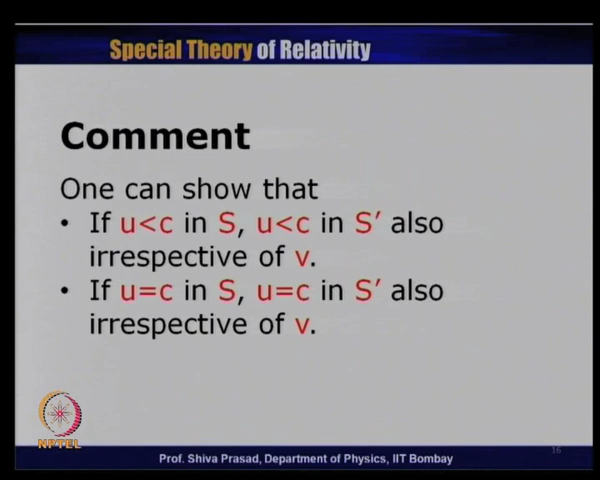 Special Theory of Relativity
Comment
One can show that
• If u<c in S, u<c in S’ also
irrespective of v.
• If u=c in S, u=c in S’ also
irrespective of v.
NPTEL
16
Prof. Shiva Prasad, Department of Physics, IIT Bombay